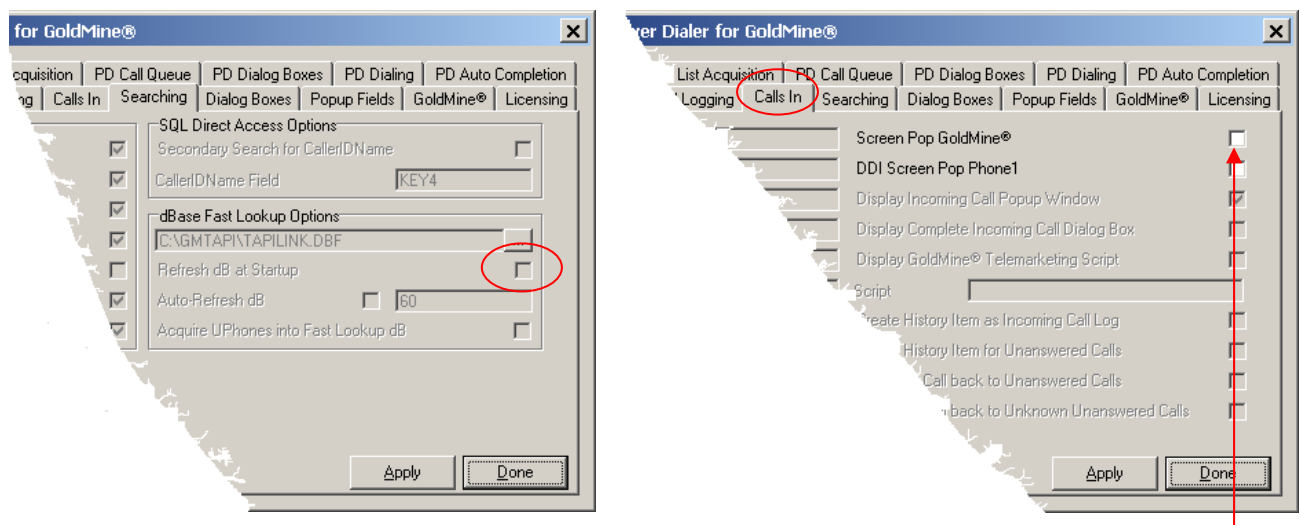 for GoldMine®
cquisition PD Call Queue PD Dialog Boxes PD Dialing PD Auto Completion
ng Calls In Searching Dialog Boxes Popup Fields GoldMine® Licensing
SQL Direct Access Options
Secondary Search for CallerIDName
CallerIDName Field KEY4
dBase Fast Lookup Options
C:\GMTAPI\TAPILINK.DBF ...
Refresh dB at Startup
Auto-Refresh dB 60
Acquire UPhones into Fast Lookup dB
Apply Done
ver Dialer for GoldMine®
List Acquisition PD Call Queue PD Dialog Boxes PD Dialing PD Auto Completion
Logging Calls In Searching Dialog Boxes Popup Fields GoldMine® Licensing
Screen Pop GoldMine®
DDI Screen Pop Phone1
Display Incoming Call Popup Window
Display Complete Incoming Call Dialog Box
Display GoldMine® Telemarketing Script
Script
Create History Item as Incoming Call Log
History Item for Unanswered Calls
Call back to Unanswered Calls
back to Unknown Unanswered Calls
Apply Done